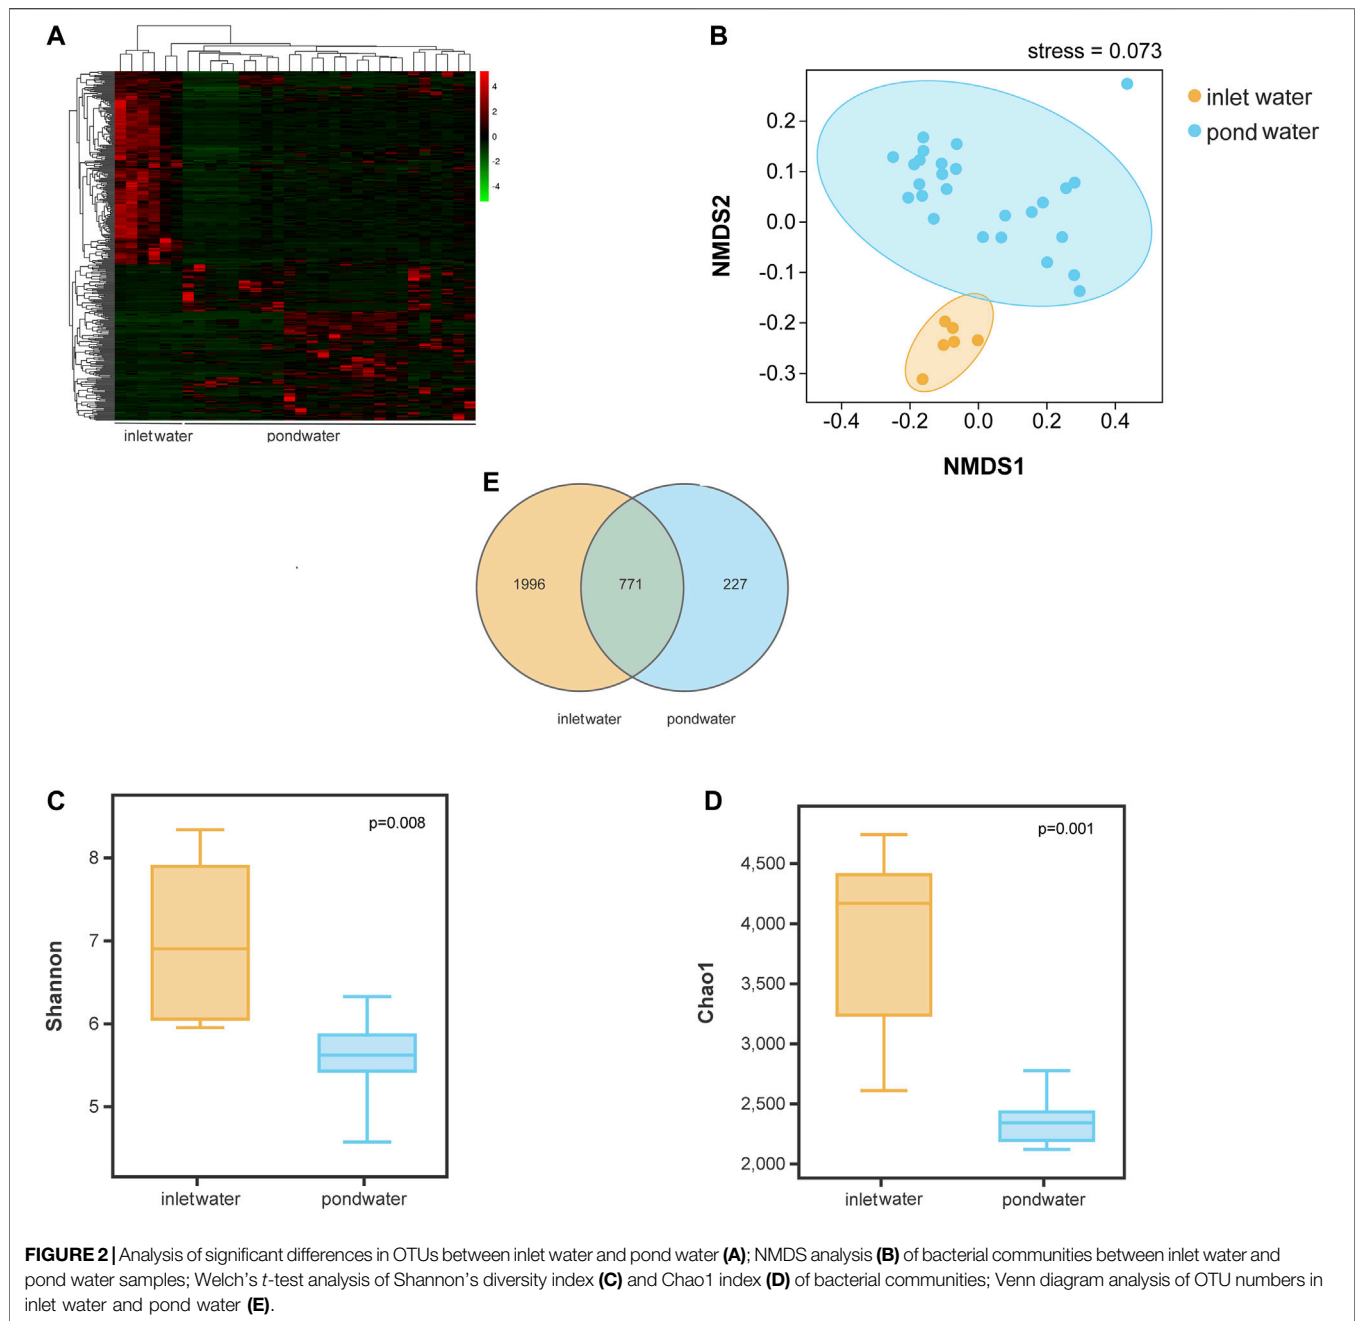 A
4
2
0
-2
-4
inletwater
pondwater
B
stress = 0.073
inlet water
pond water
NMDS2
0.2
0.1
0.0
-0.1
-0.2
-0.3
-0.4
-0.2
0.0
0.2
0.4
NMDS1
E
1996
771
227
inletwater
pondwater
C
p=0.008
Shannon
8
7
6
5
inletwater
pondwater
D
p=0.001
Chao1
4,500
4,000
3,500
3,000
2,500
2,000
inletwater
pondwater
FIGURE 2 | Analysis of significant differences in OTUs between inlet water and pond water (A); NMDS analysis (B) of bacterial communities between inlet water and
pond water samples; Welch's t-test analysis of Shannon's diversity index (C) and Chao1 index (D) of bacterial communities; Venn diagram analysis of OTU numbers in
inlet water and pond water (E).